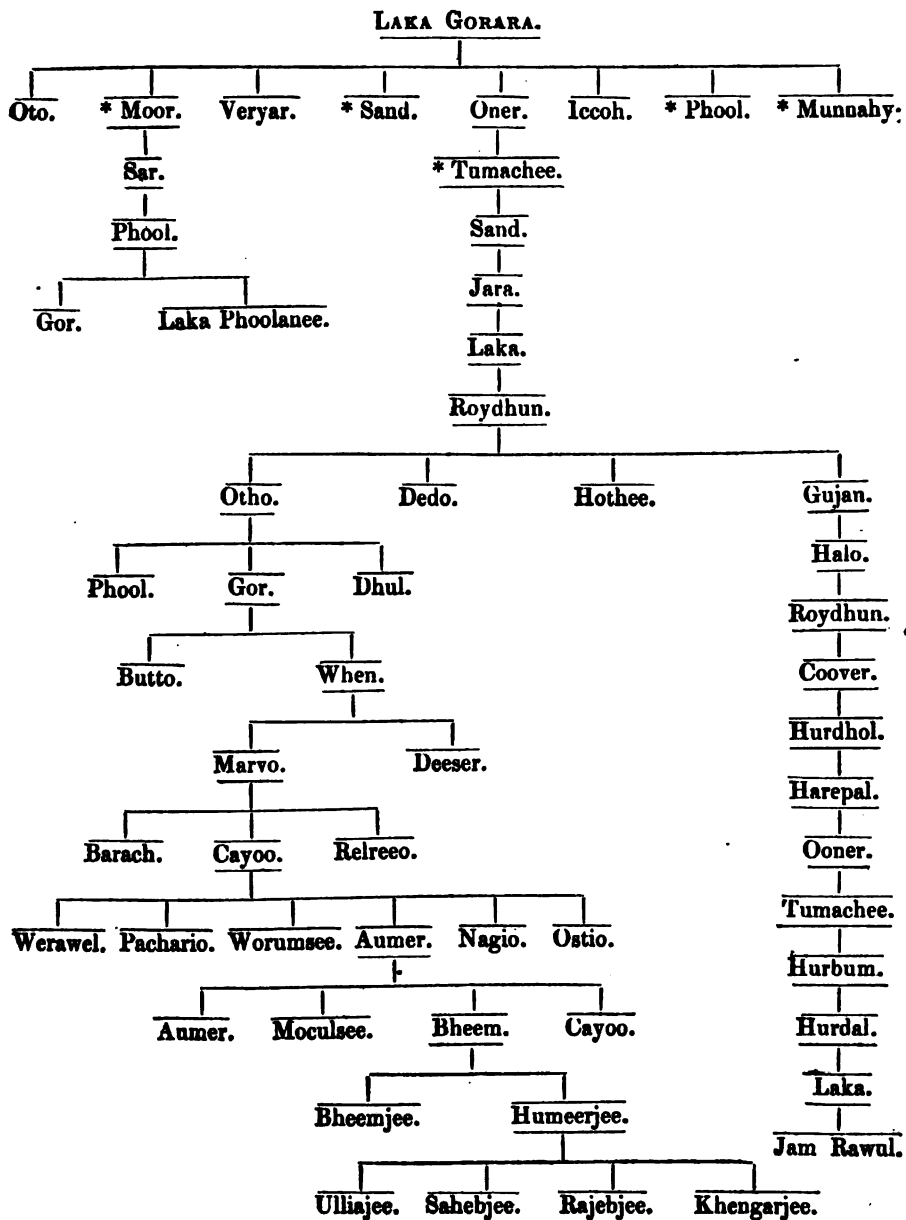 LAKA GORARA.
Oto. * Moor. Veryar. * Sand. Oner. Iccoh. * Phool. * Munnahy.
Sar. * Tumachee.
Phool. Sand.
Jara.
Gor. Laka Phoolanee.
Laka.
Roydhun.
Otho. Dedo. Hothee. Gujan.
Halo.
Phool. Gor. Dhul.
Roydhun.
Butto. When. Coover.
Hurdhol.
Marvo. Deeser.
Harepal.
Barach. Cayoo. Relreeo. Ooner.
Tumachee.
Werawel. Pachario. Worumsee. Aumer. Nagio. Ostio.
Hurbum.
Aumer. Moculsee. Bheem. Cayoo. Hurdal.
Laka.
Bheemjee. Humeerjee.
Jam Rawul.
Ulliajee. Sahebjee. Rajebjee. Khengarjee.